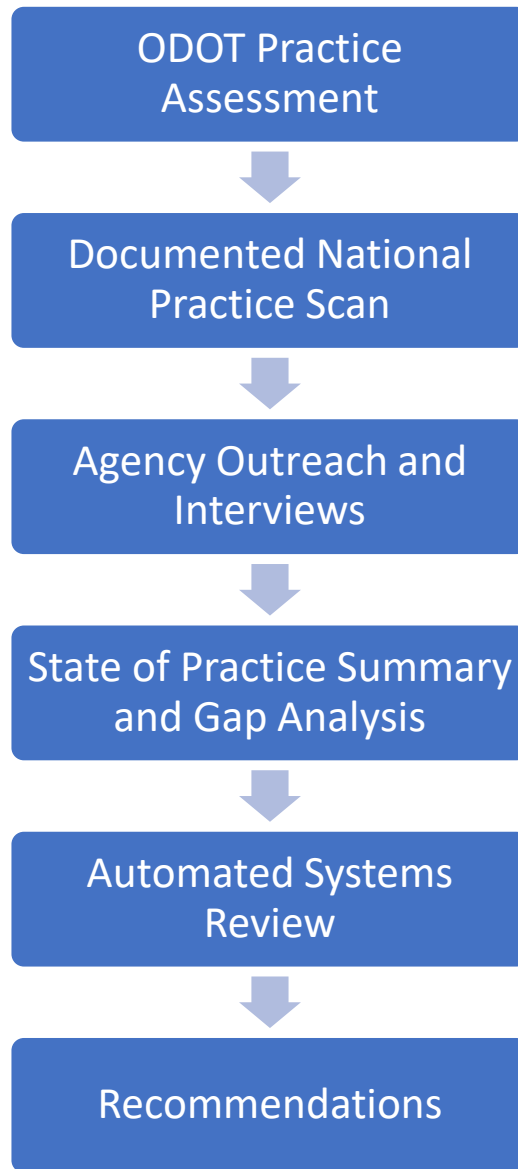 ODOT Practice
Assessment
Documented National
Practice Scan
Agency Outreach and
Interviews
State of Practice Summary
and Gap Analysis
Automated Systems
Review
Recommendations